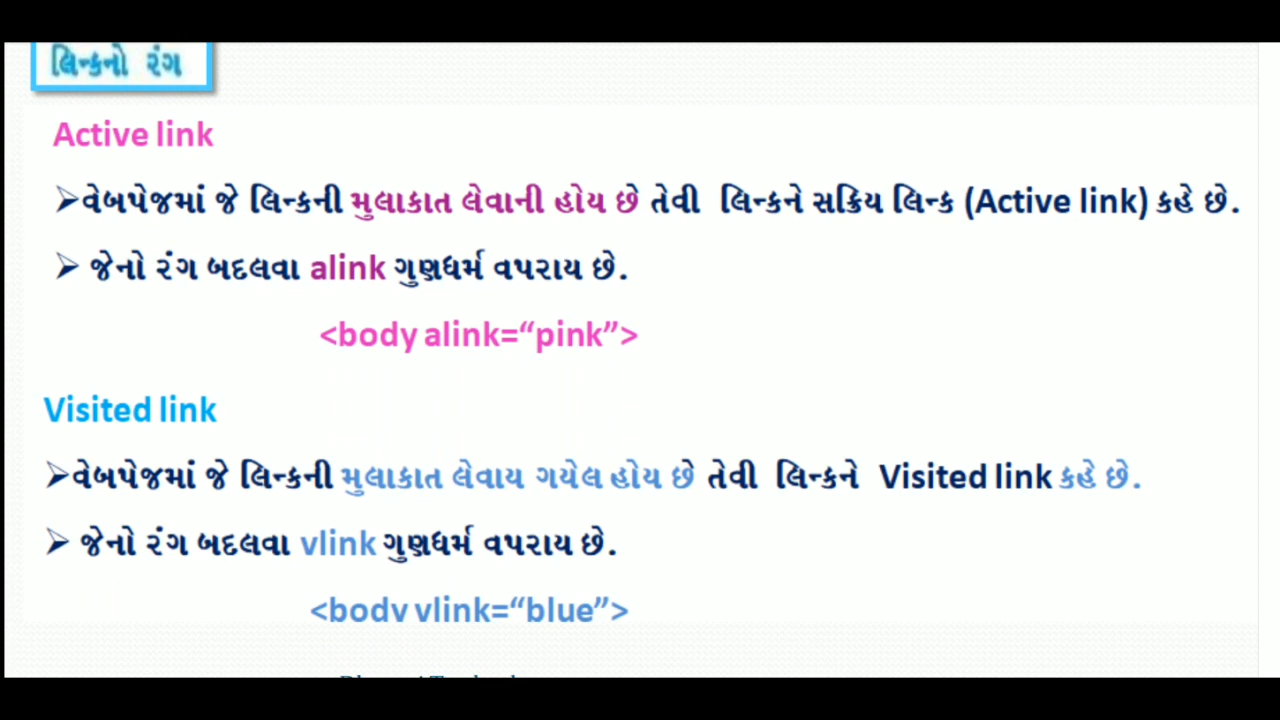 લિન્કનો રંગ
Active link
➢વેબપેજમાં જે લિન્કની મુલાકાત લેવાની હોય છે તેવી લિન્કને સક્રિય લિન્ક (Active link) કહે છે.
➢ જેનો રંગ બદલવા alink ગુણધર્મ વપરાય છે.
<body alink=“pink”>
Visited link
➢વેબપેજમાં જે લિન્કની મુલાકાત લેવાય ગયેલ હોય છે તેવી લિન્કને Visited link કહે છે.
➢ જેનો રંગ બદલવા vlink ગુણધર્મ વપરાય છે.
<body vlink=“blue”>